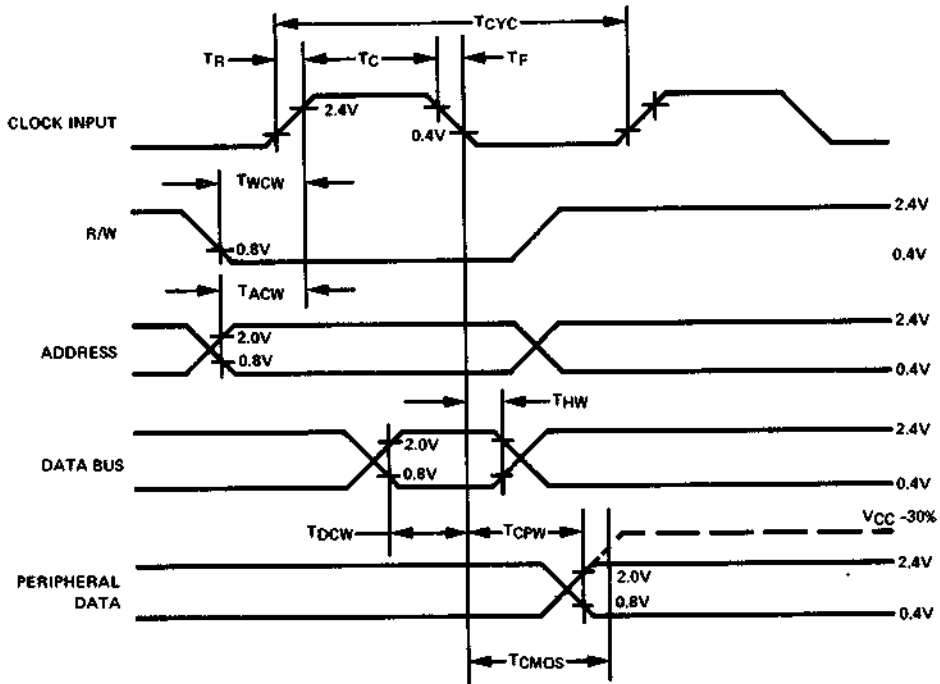 TCYC
TR TC TF
2.4V
CLOCK INPUT
0.4V
TWCW
2.4V
R/W
0.8V
0.4V
TACW
2.4V
2.0V
ADDRESS
0.8V
0.4V
THW
2.4V
2.0V
DATA BUS
0.8V
0.4V
VCC -30%
TDCW TCPW
2.4V
2.0V
PERIPHERAL
DATA
0.8V
0.4V
TCMOS